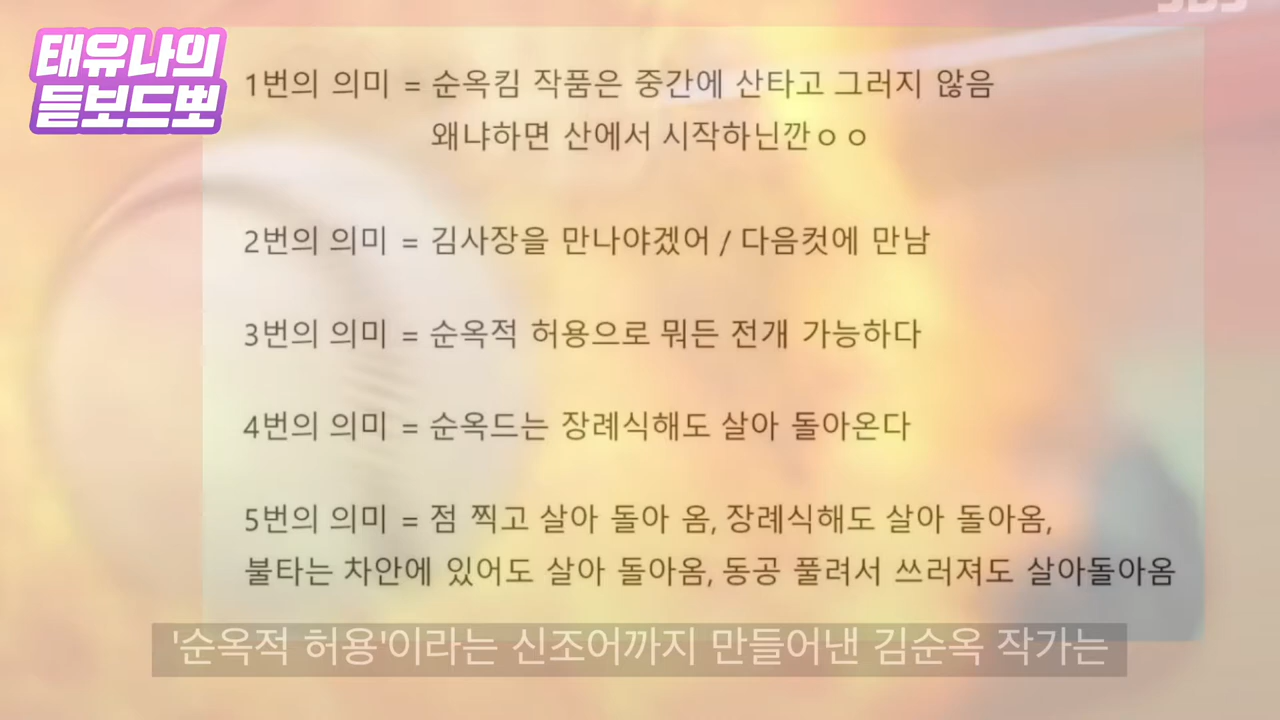 SBS
태유나의
듣보드뽀
1번의 의미 = 순옥킴 작품은 중간에 산타고 그러지 않음
왜냐하면 산에서 시작하닌깐ㅇㅇ
2번의 의미 = 김사장을 만나야겠어 / 다음컷에 만남
3번의 의미 = 순옥적 허용으로 뭐든 전개 가능하다
4번의 의미 = 순옥드는 장례식해도 살아 돌아온다
5번의 의미 = 점 찍고 살아 돌아 옴, 장례식해도 살아 돌아옴,
불타는 차안에 있어도 살아 돌아옴, 동공 풀려서 쓰러져도 살아돌아옴
'순옥적 허용'이라는 신조어까지 만들어낸 김순옥 작가는